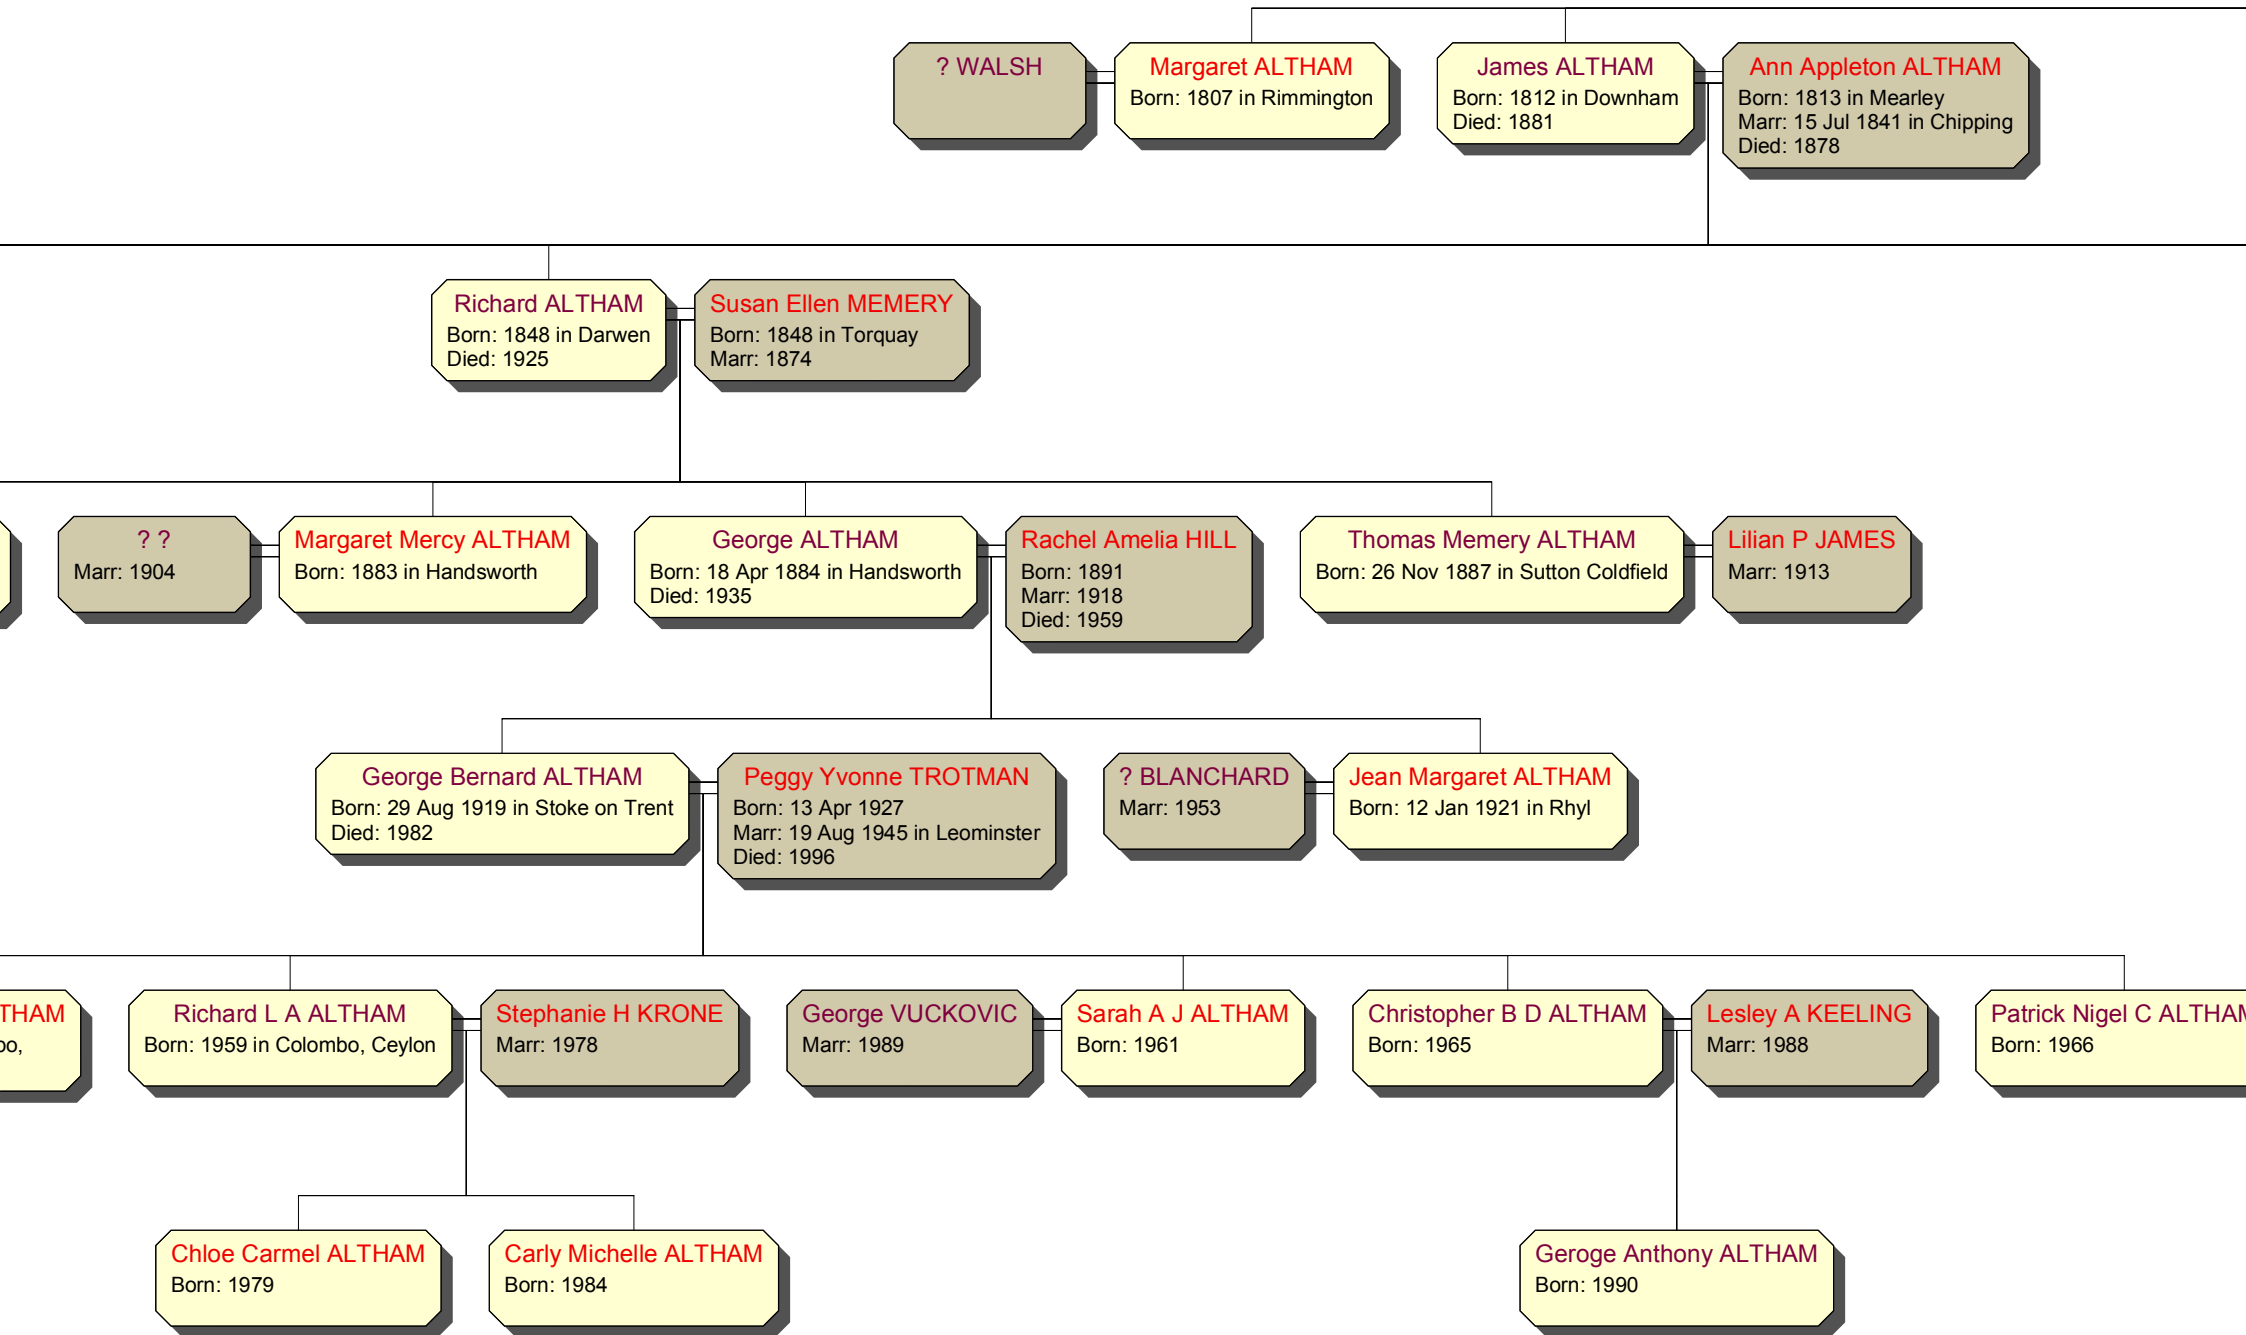 ? WALSH
Margaret ALTHAM
Born: 1807 in Rimmington
James ALTHAM
Born: 1812 in Downham
Died: 1881
Ann Appleton ALTHAM
Born: 1813 in Mearley
Marr: 15 Jul 1841 in Chipping
Died: 1878
Richard ALTHAM
Born: 1848 in Darwen
Died: 1925
Susan Ellen MEMERY
Born: 1848 in Torquay
Marr: 1874
? ?
Marr: 1904
Margaret Mercy ALTHAM
Born: 1883 in Handsworth
George ALTHAM
Born: 18 Apr 1884 in Handsworth
Died: 1935
Rachel Amelia HILL
Born: 1891
Marr: 1918
Died: 1959
Thomas Memery ALTHAM
Born: 26 Nov 1887 in Sutton Coldfield
Lilian P JAMES
Marr: 1913
George Bernard ALTHAM
Born: 29 Aug 1919 in Stoke on Trent
Died: 1982
Peggy Yvonne TROTMAN
Born: 13 Apr 1927
Marr: 19 Aug 1945 in Leominster
Died: 1996
? BLANCHARD
Marr: 1953
Jean Margaret ALTHAM
Born: 12 Jan 1921 in Rhyl
THAM
Richard L A ALTHAM
Born: 1959 in Colombo, Ceylon
Stephanie H KRONE
Marr: 1978
George VUCKOVIC
Marr: 1989
Sarah A J ALTHAM
Born: 1961
Christopher B D ALTHAM
Born: 1965
Lesley A KEELING
Marr: 1988
Patrick Nigel C ALTHAM
Born: 1966
Chloe Carmel ALTHAM
Born: 1979
Carly Michelle ALTHAM
Born: 1984
Geroge Anthony ALTHAM
Born: 1990